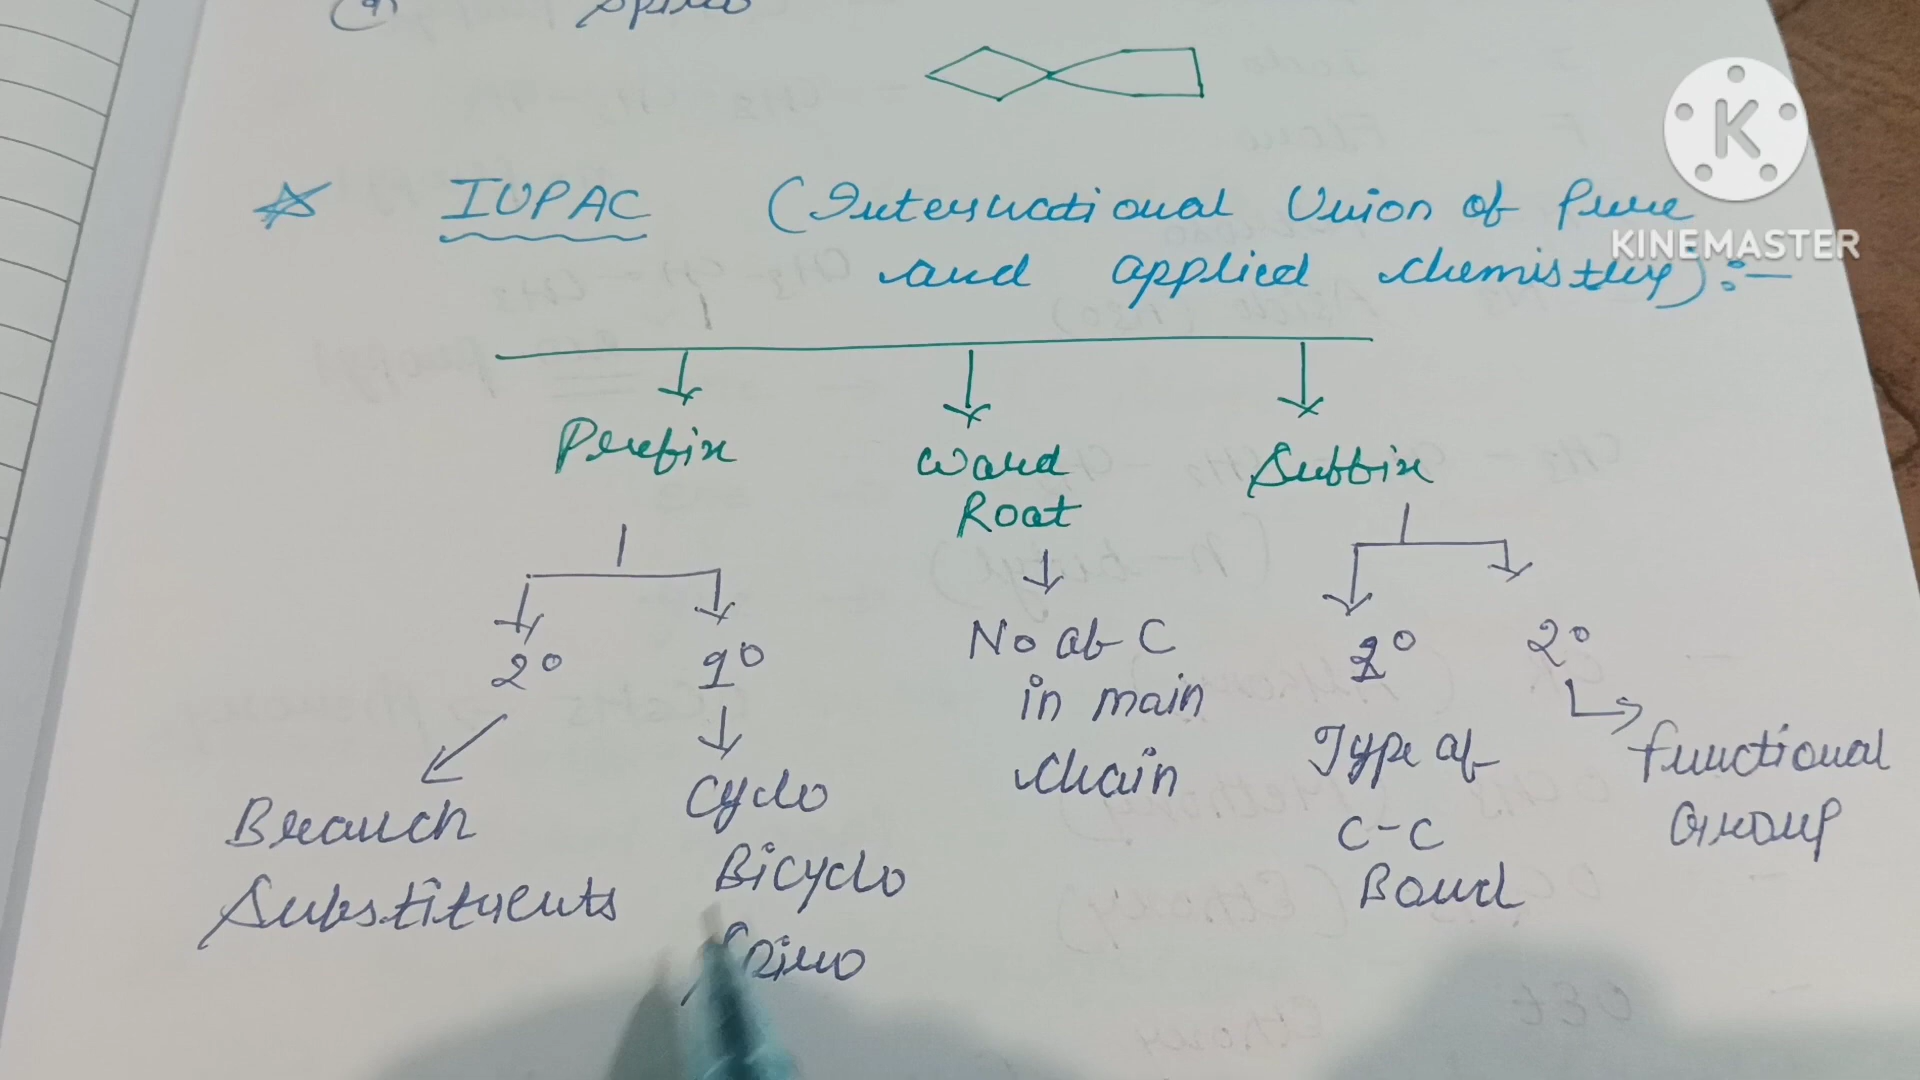 Spiro
IUPAC (International Union of Pure
and applied chemistry):-
Prefix
Word
Root
Suffix
2° 1°
No of C
in main
chain
1° 2°
Type of
C-C
Bond
functional
Group
Branch
Substituents
Cyclo
Bicyclo
Spiro
K
KINEMASTER